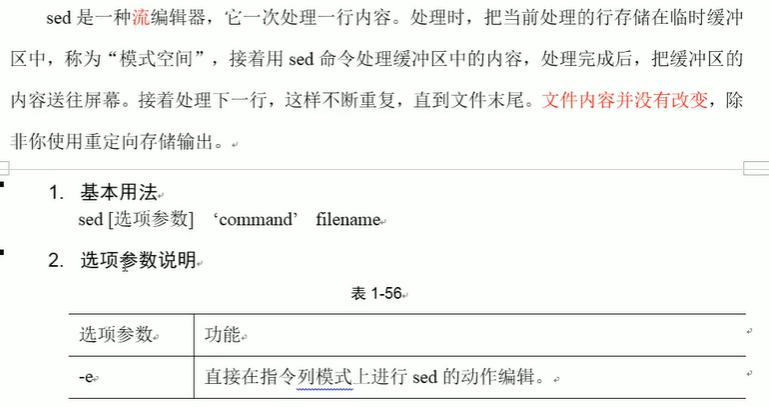 sed 是一种流编辑器，它一次处理一行内容。处理时，把当前处理的行存储在临时缓冲
区中，称为“模式空间”，接着用 sed 命令处理缓冲区中的内容，处理完成后，把缓冲区的
内容送往屏幕。接着处理下一行，这样不断重复，直到文件末尾。文件内容并没有改变，除
非你使用重定向存储输出。
1. 基本用法
sed [选项参数] ‘command’ filename
2. 选项参数说明
表 1-56
选项参数 功能
-e 直接在指令列模式上进行 sed 的动作编辑。